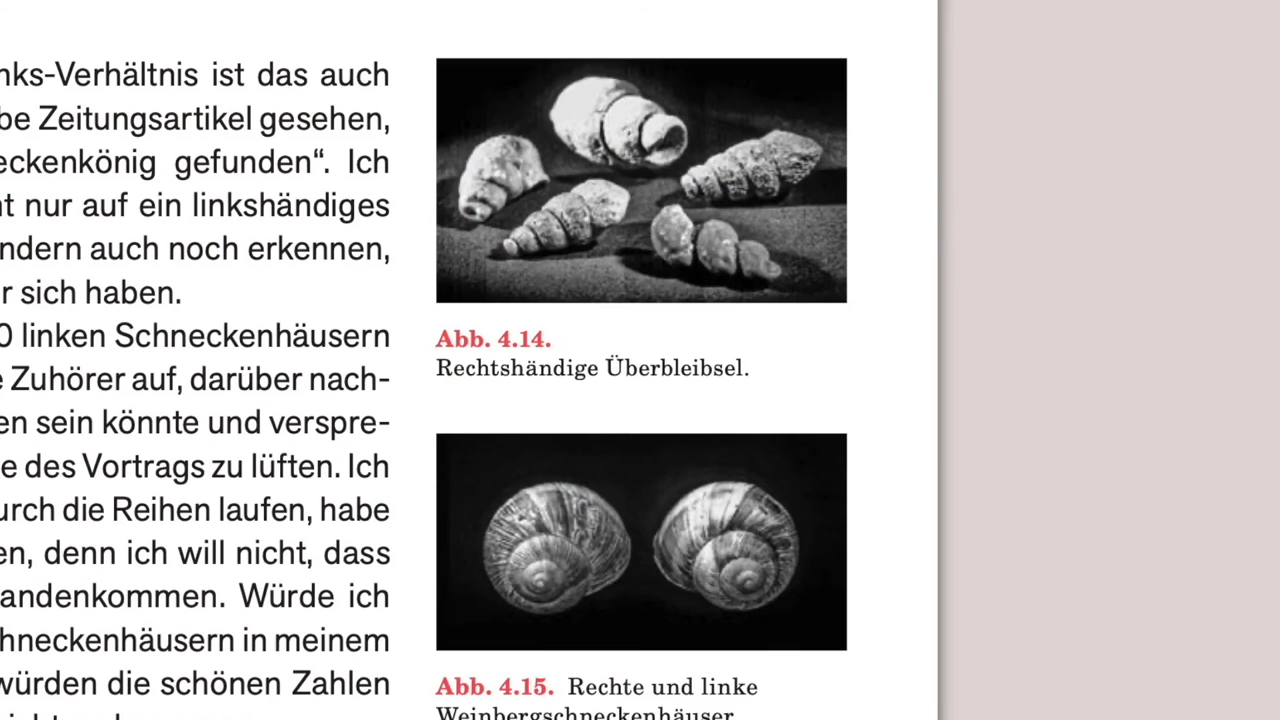 nks-Verhältnis ist das auch
be Zeitungsartikel gesehen,
eckenkönig gefunden“. Ich
t nur auf ein linkshändiges
ndern auch noch erkennen,
r sich haben.
0 linken Schneckenhäusern
e Zuhörer auf, darüber nach-
en sein könnte und verspre-
e des Vortrags zu lüften. Ich
urch die Reihen laufen, habe
en, denn ich will nicht, dass
andenkommen. Würde ich
hneckenhäusern in meinem
würden die schönen Zahlen
Abb. 4.14.
Rechtshändige Überbleibsel.
Abb. 4.15. Rechte und linke
Weinbergschneckenhäuser